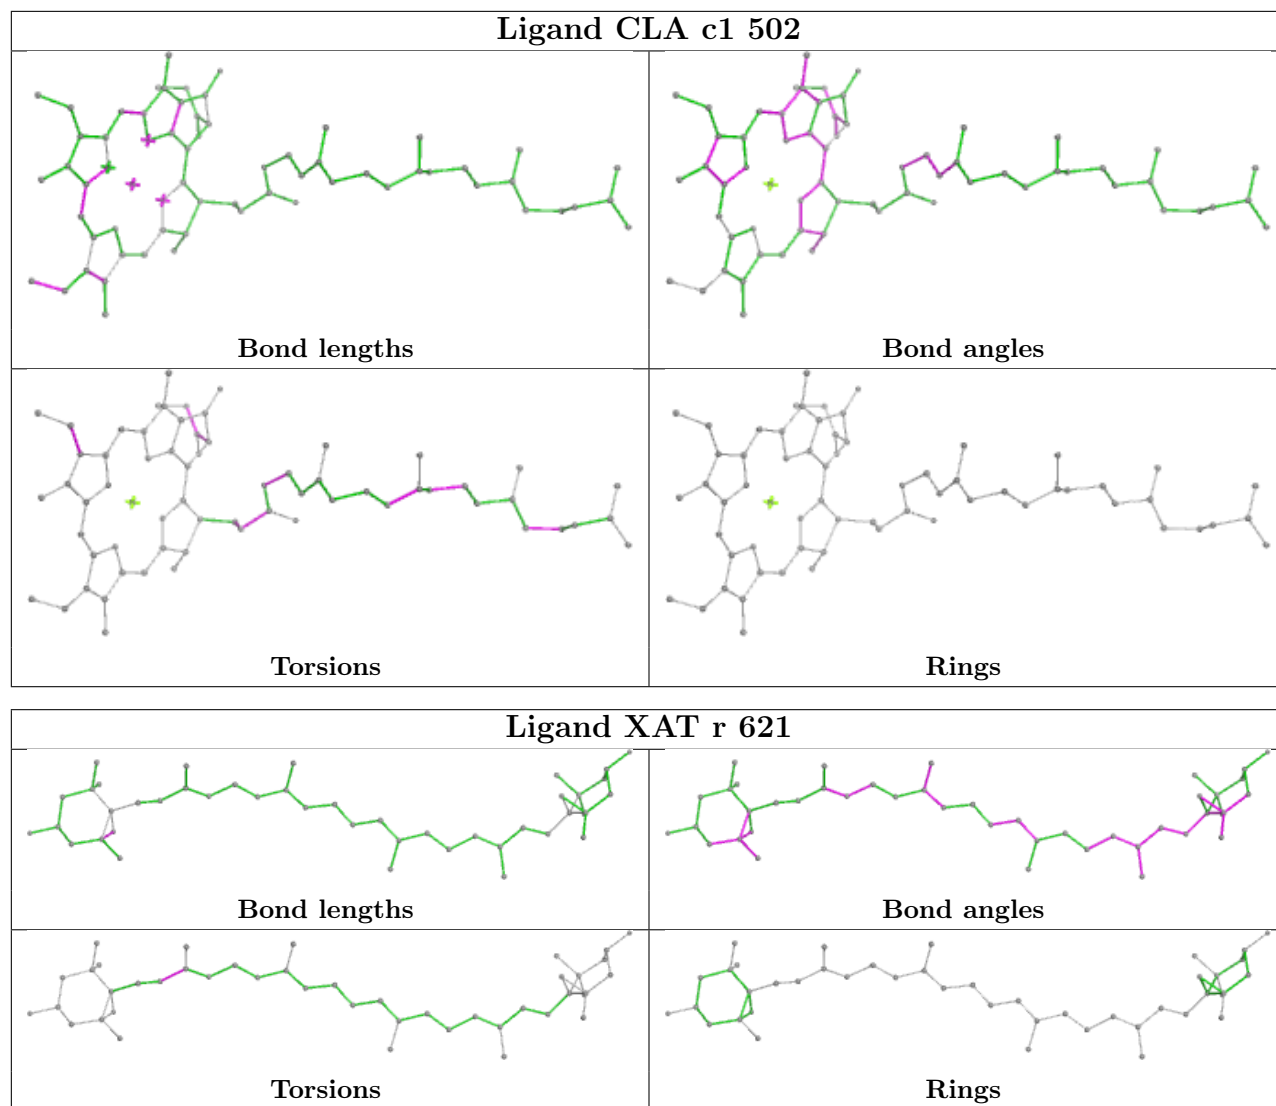 Ligand CLA c1 502
Bond lengths
Bond angles
Torsions
Rings
Ligand XAT r 621
Bond lengths
Bond angles
Torsions
Rings